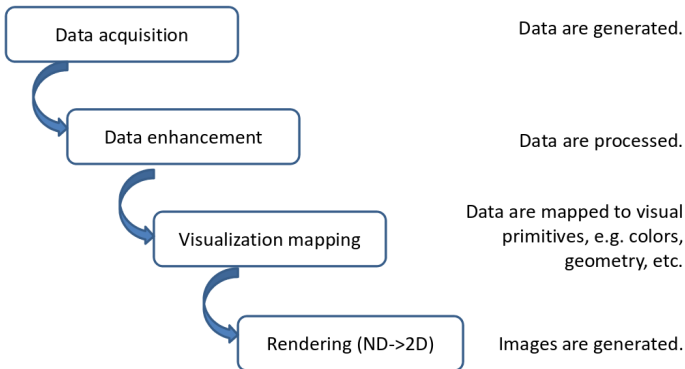 Data acquisition
Data are generated.
Data enhancement
Data are processed.
Visualization mapping
Data are mapped to visual
primitives, e.g. colors,
geometry, etc.
Rendering (ND->2D)
Images are generated.